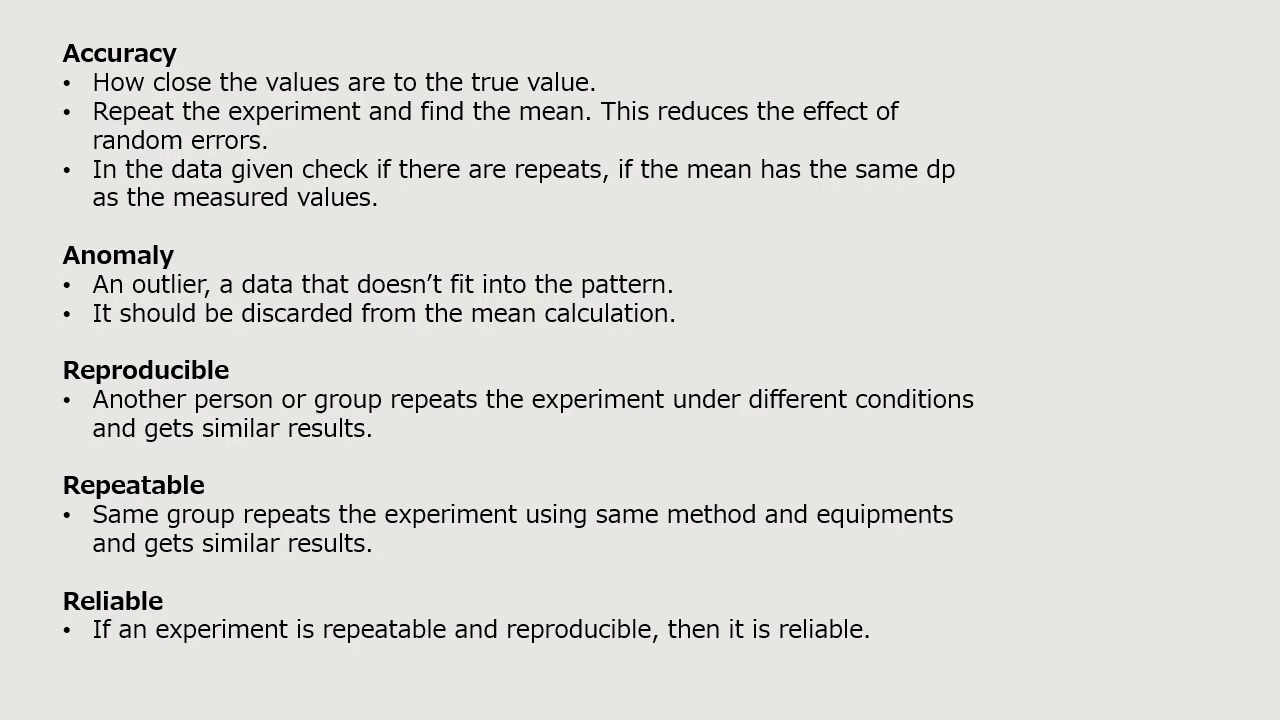 Accuracy
• How close the values are to the true value.
• Repeat the experiment and find the mean. This reduces the effect of
random errors.
• In the data given check if there are repeats, if the mean has the same dp
as the measured values.
Anomaly
• An outlier, a data that doesn’t fit into the pattern.
• It should be discarded from the mean calculation.
Reproducible
• Another person or group repeats the experiment under different conditions
and gets similar results.
Repeatable
• Same group repeats the experiment using same method and equipments
and gets similar results.
Reliable
• If an experiment is repeatable and reproducible, then it is reliable.